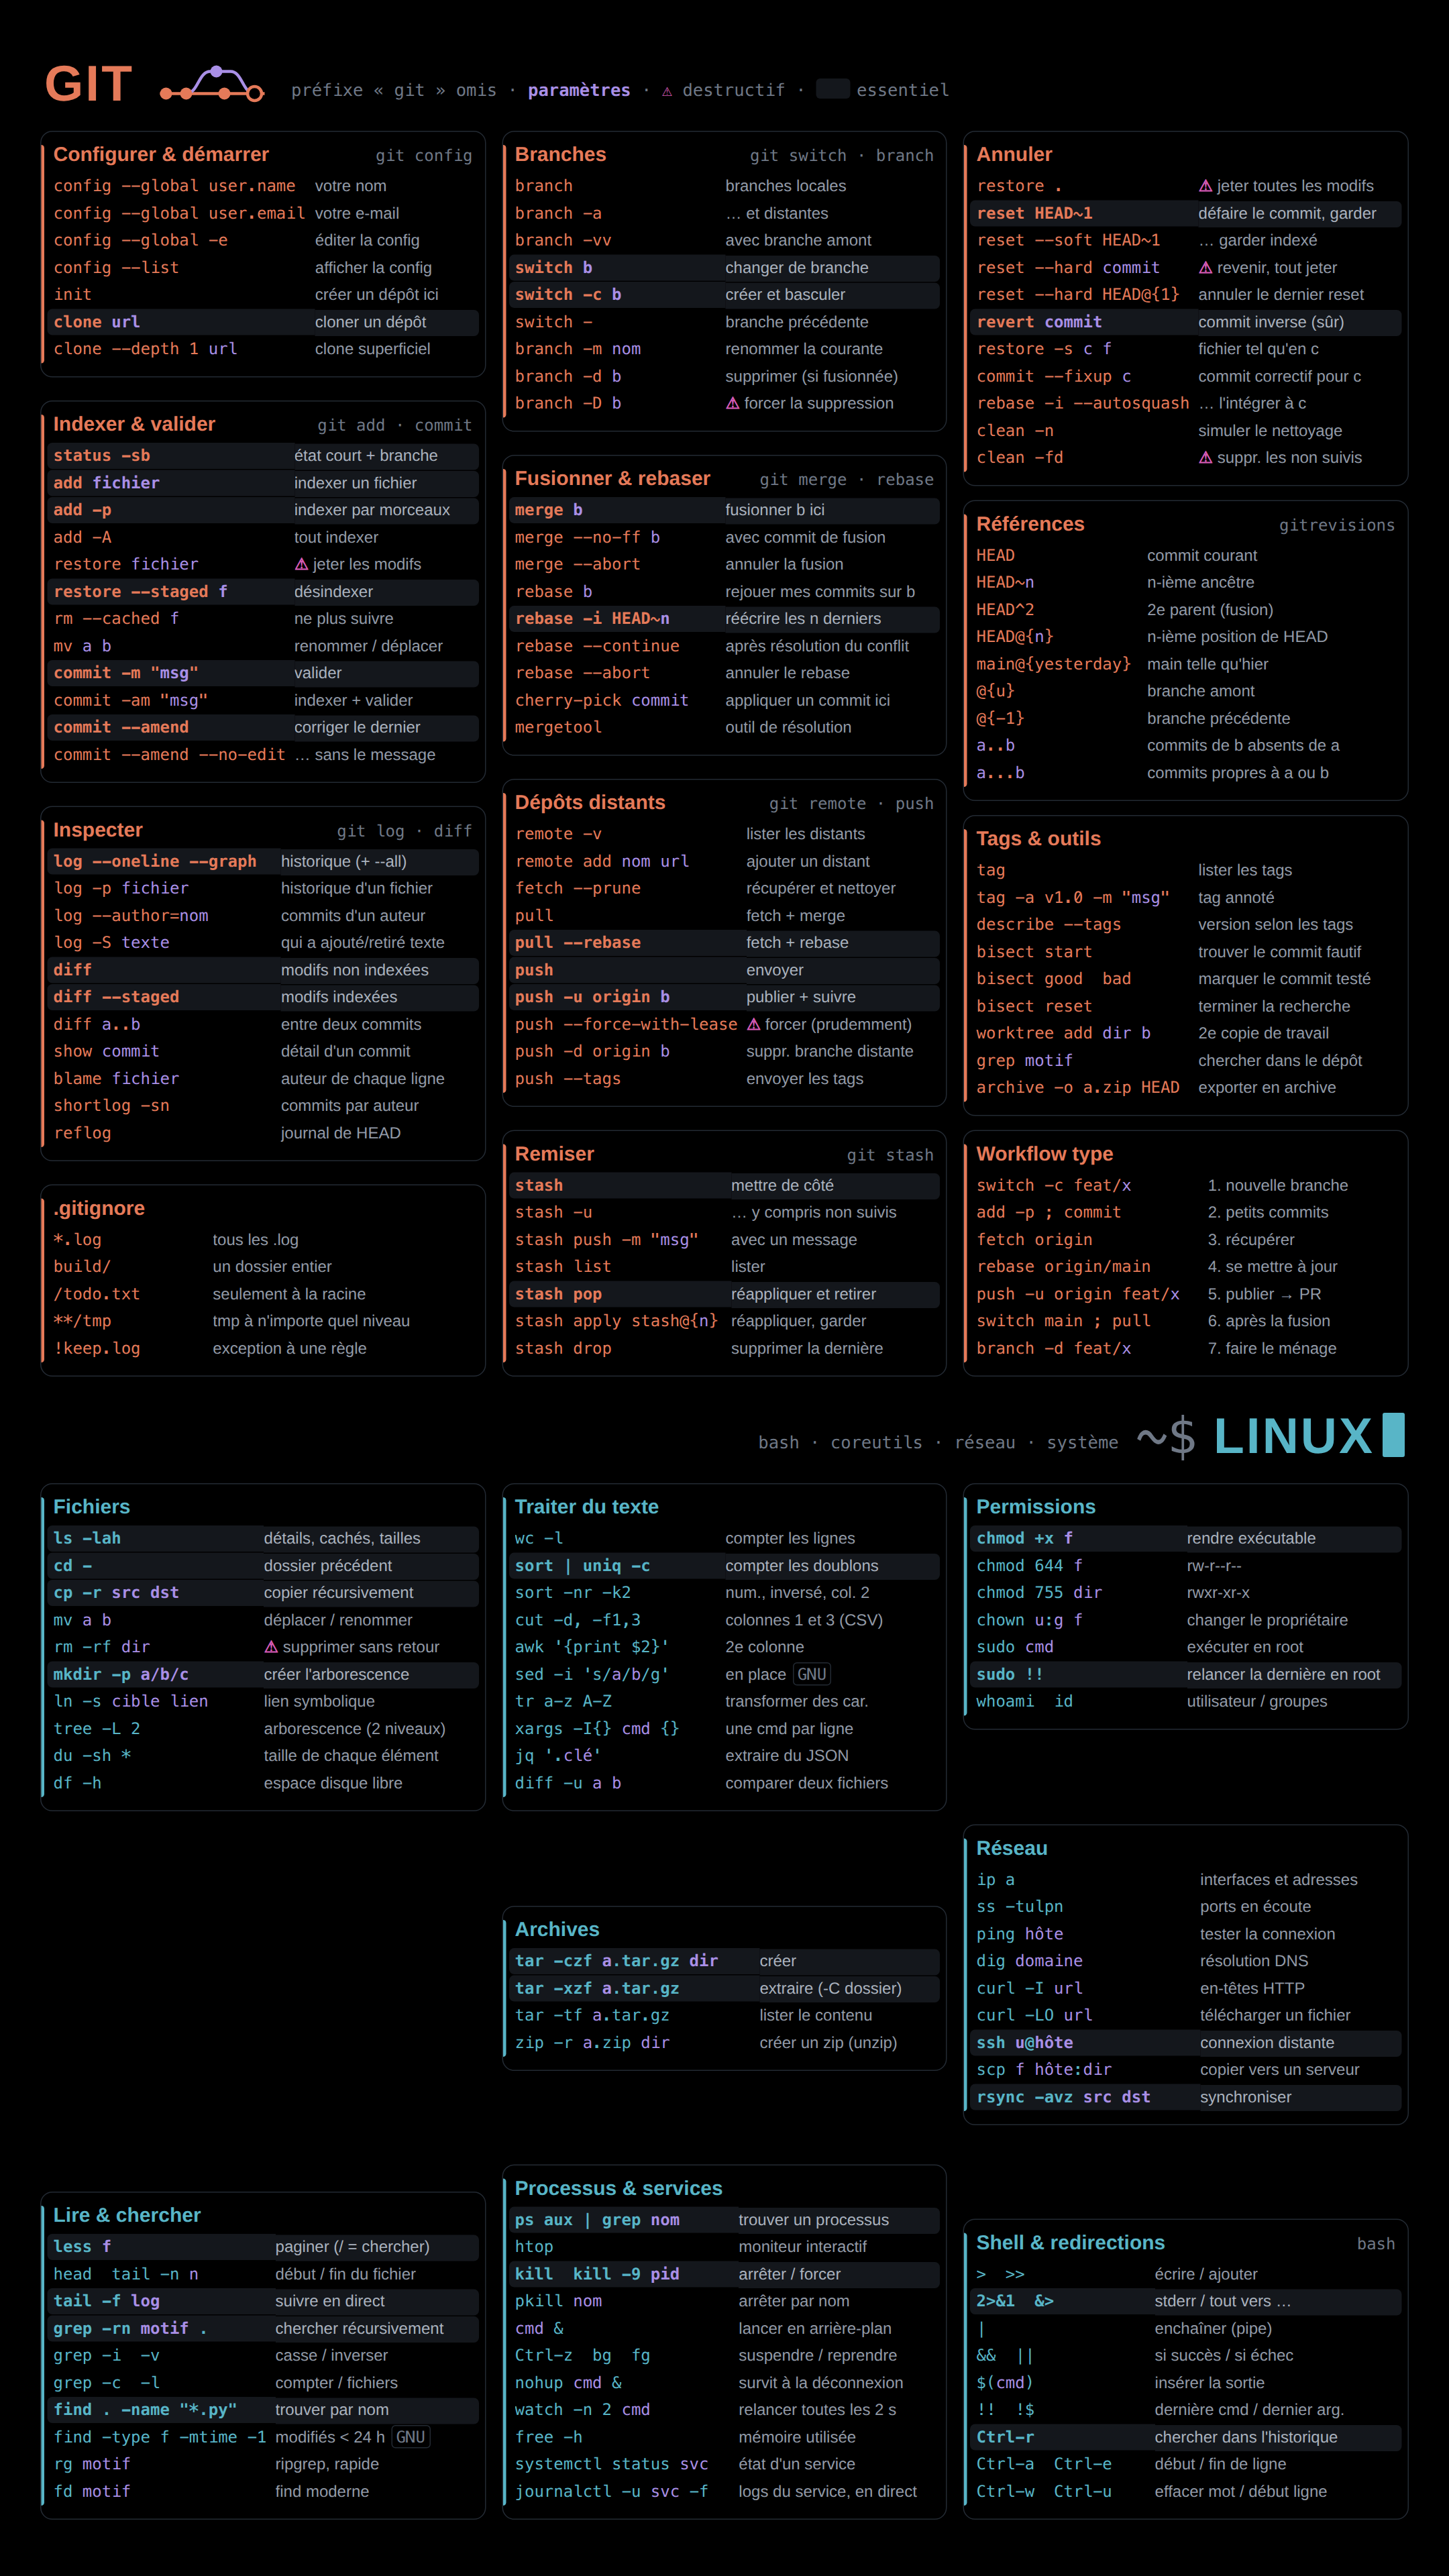 GIT
préfixe « git » omis · paramètres · ⚠ destructif · essentiel
Configurer & démarrer git config
config --global user.name votre nom
config --global user.email votre e-mail
config --global -e éditer la config
config --list afficher la config
init créer un dépôt ici
clone url cloner un dépôt
clone --depth 1 url clone superficiel
Indexer & valider git add · commit
status -sb état court + branche
add fichier indexer un fichier
add -p indexer par morceaux
add -A tout indexer
restore fichier ⚠ jeter les modifs
restore --staged f désindexer
rm --cached f ne plus suivre
mv a b renommer / déplacer
commit -m "msg" valider
commit -am "msg" indexer + valider
commit --amend corriger le dernier
commit --amend --no-edit … sans le message
Inspecter git log · diff
log --oneline --graph historique (+ --all)
log -p fichier historique d'un fichier
log --author=nom commits d'un auteur
log -S texte qui a ajouté/retiré texte
diff modifs non indexées
diff --staged modifs indexées
diff a..b entre deux commits
show commit détail d'un commit
blame fichier auteur de chaque ligne
shortlog -sn commits par auteur
reflog journal de HEAD
.gitignore
*.log tous les .log
build/ un dossier entier
/todo.txt seulement à la racine
**/tmp tmp à n'importe quel niveau
!keep.log exception à une règle
Branches git switch · branch
branch branches locales
branch -a … et distantes
branch -vv avec branche amont
switch b changer de branche
switch -c b créer et basculer
switch - branche précédente
branch -m nom renommer la courante
branch -d b supprimer (si fusionnée)
branch -D b ⚠ forcer la suppression
Fusionner & rebaser git merge · rebase
merge b fusionner b ici
merge --no-ff b avec commit de fusion
merge --abort annuler la fusion
rebase b rejouer mes commits sur b
rebase -i HEAD~n réécrire les n derniers
rebase --continue après résolution du conflit
rebase --abort annuler le rebase
cherry-pick commit appliquer un commit ici
mergetool outil de résolution
Dépôts distants git remote · push
remote -v lister les distants
remote add nom url ajouter un distant
fetch --prune récupérer et nettoyer
pull fetch + merge
pull --rebase fetch + rebase
push envoyer
push -u origin b publier + suivre
push --force-with-lease ⚠ forcer (prudemment)
push -d origin b suppr. branche distante
push --tags envoyer les tags
Remiser git stash
stash mettre de côté
stash -u … y compris non suivis
stash push -m "msg" avec un message
stash list lister
stash pop réappliquer et retirer
stash apply stash@{n} réappliquer, garder
stash drop supprimer la dernière
Annuler
restore . ⚠ jeter toutes les modifs
reset HEAD~1 défaire le commit, garder
reset --soft HEAD~1 … garder indexé
reset --hard commit ⚠ revenir, tout jeter
reset --hard HEAD@{1} annuler le dernier reset
revert commit commit inverse (sûr)
restore -s c f fichier tel qu'en c
commit --fixup c commit correctif pour c
rebase -i --autosquash … l'intégrer à c
clean -n simuler le nettoyage
clean -fd ⚠ suppr. les non suivis
Références gitrevisions
HEAD commit courant
HEAD~n n-ième ancêtre
HEAD^2 2e parent (fusion)
HEAD@{n} n-ième position de HEAD
main@{yesterday} main telle qu'hier
@{u} branche amont
@{-1} branche précédente
a..b commits de b absents de a
a...b commits propres à a ou b
Tags & outils
tag lister les tags
tag -a v1.0 -m "msg" tag annoté
describe --tags version selon les tags
bisect start trouver le commit fautif
bisect good bad marquer le commit testé
bisect reset terminer la recherche
worktree add dir b 2e copie de travail
grep motif chercher dans le dépôt
archive -o a.zip HEAD exporter en archive
Workflow type
switch -c feat/x 1. nouvelle branche
add -p ; commit 2. petits commits
fetch origin 3. récupérer
rebase origin/main 4. se mettre à jour
push -u origin feat/x 5. publier → PR
switch main ; pull 6. après la fusion
branch -d feat/x 7. faire le ménage
bash · coreutils · réseau · système ~$ LINUX
Fichiers
ls -lah détails, cachés, tailles
cd - dossier précédent
cp -r src dst copier récursivement
mv a b déplacer / renommer
rm -rf dir ⚠ supprimer sans retour
mkdir -p a/b/c créer l'arborescence
ln -s cible lien lien symbolique
tree -L 2 arborescence (2 niveaux)
du -sh * taille de chaque élément
df -h espace disque libre
Lire & chercher
less f paginer (/ = chercher)
head tail -n n début / fin du fichier
tail -f log suivre en direct
grep -rn motif . chercher récursivement
grep -i -v casse / inverser
grep -c -l compter / fichiers
find . -name "*.py" trouver par nom
find -type f -mtime -1 modifiés < 24 h GNU
rg motif ripgrep, rapide
fd motif find moderne
Traiter du texte
wc -l compter les lignes
sort | uniq -c compter les doublons
sort -nr -k2 num., inversé, col. 2
cut -d, -f1,3 colonnes 1 et 3 (CSV)
awk '{print $2}' 2e colonne
sed -i 's/a/b/g' en place GNU
tr a-z A-Z transformer des car.
xargs -I{} cmd {} une cmd par ligne
jq '.clé' extraire du JSON
diff -u a b comparer deux fichiers
Archives
tar -czf a.tar.gz dir créer
tar -xzf a.tar.gz extraire (-C dossier)
tar -tf a.tar.gz lister le contenu
zip -r a.zip dir créer un zip (unzip)
Processus & services
ps aux | grep nom trouver un processus
htop moniteur interactif
kill kill -9 pid arrêter / forcer
pkill nom arrêter par nom
cmd & lancer en arrière-plan
Ctrl-z bg fg suspendre / reprendre
nohup cmd & survit à la déconnexion
watch -n 2 cmd relancer toutes les 2 s
free -h mémoire utilisée
systemctl status svc état d'un service
journalctl -u svc -f logs du service, en direct
Permissions
chmod +x f rendre exécutable
chmod 644 f rw-r--r--
chmod 755 dir rwxr-xr-x
chown u:g f changer le propriétaire
sudo cmd exécuter en root
sudo !! relancer la dernière en root
whoami id utilisateur / groupes
Réseau
ip a interfaces et adresses
ss -tulpn ports en écoute
ping hôte tester la connexion
dig domaine résolution DNS
curl -I url en-têtes HTTP
curl -LO url télécharger un fichier
ssh u@hôte connexion distante
scp f hôte:dir copier vers un serveur
rsync -avz src dst synchroniser
Shell & redirections bash
> >> écrire / ajouter
2>&1 &> stderr / tout vers …
| enchaîner (pipe)
&& || si succès / si échec
$(cmd) insérer la sortie
!! !$ dernière cmd / dernier arg.
Ctrl-r chercher dans l'historique
Ctrl-a Ctrl-e début / fin de ligne
Ctrl-w Ctrl-u effacer mot / début ligne